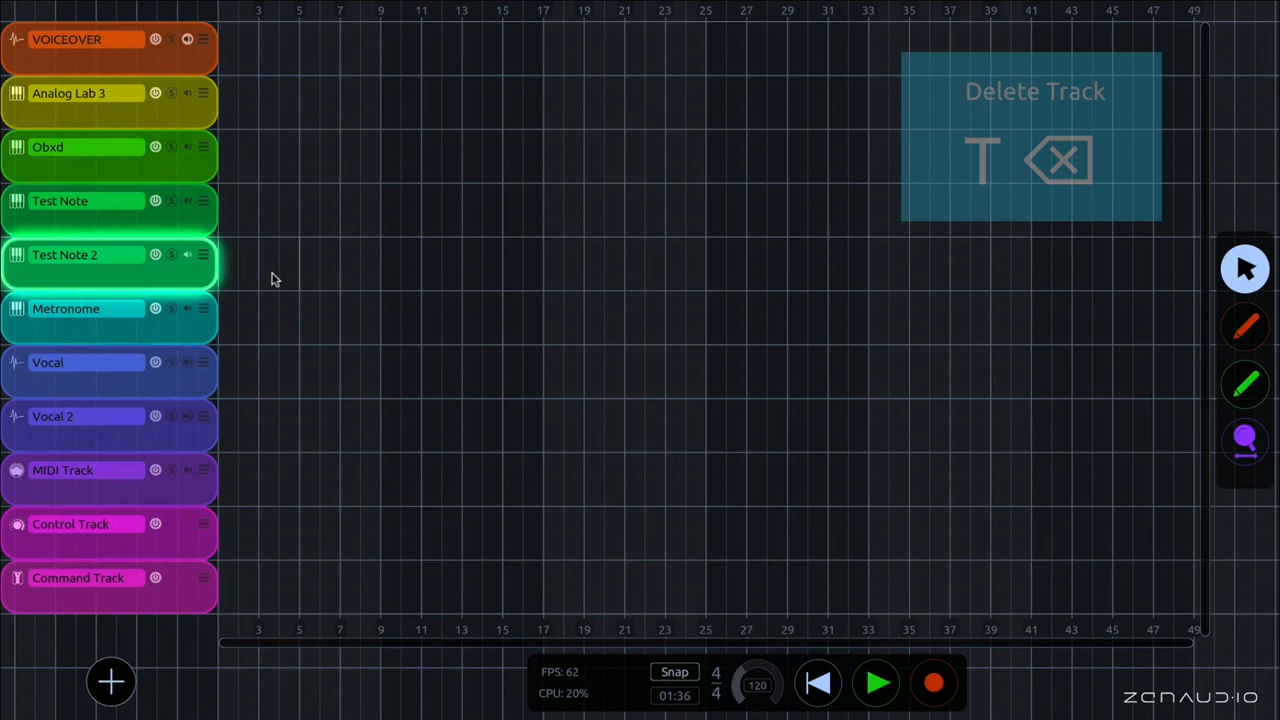 3 5 7 9 11 13 15 17 19 21 23 25 27 29 31 33 35 37 39 41 43 45 47 49
VOICEOVER S
Delete Track
T
Analog Lab 3 S
Obxd S
Test Note S
Test Note 2 S
Metronome S
Vocal S
Vocal 2 S
MIDI Track S
Control Track
Command Track
3 5 7 9 11 13 15 17 19 21 23 25 27 29 31 33 35 37 39 41 43 45 47 49
FPS: 62 Snap 4
CPU: 20% 01:36 4 120
ZENAUDIO